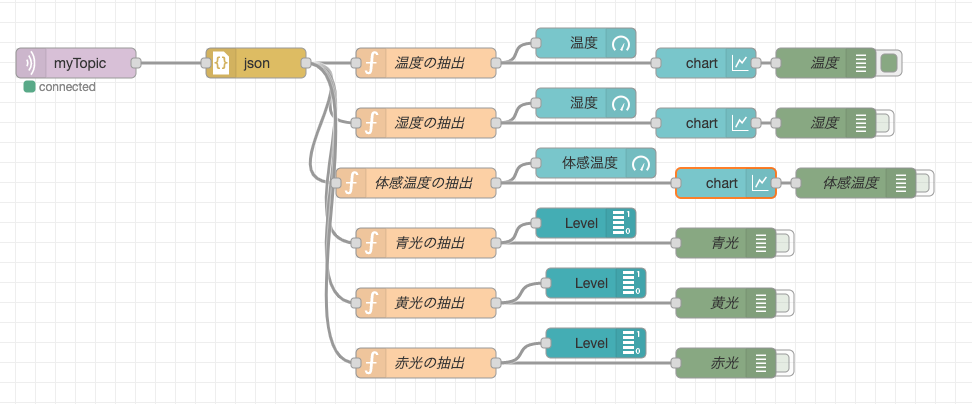 myTopic
connected
json
温度の抽出
温度
chart
温度
湿度の抽出
湿度
chart
湿度
体感温度の抽出
体感温度
chart
体感温度
青光の抽出
Level
1
0
青光
黄光の抽出
Level
1
0
黄光
赤光の抽出
Level
1
0
赤光